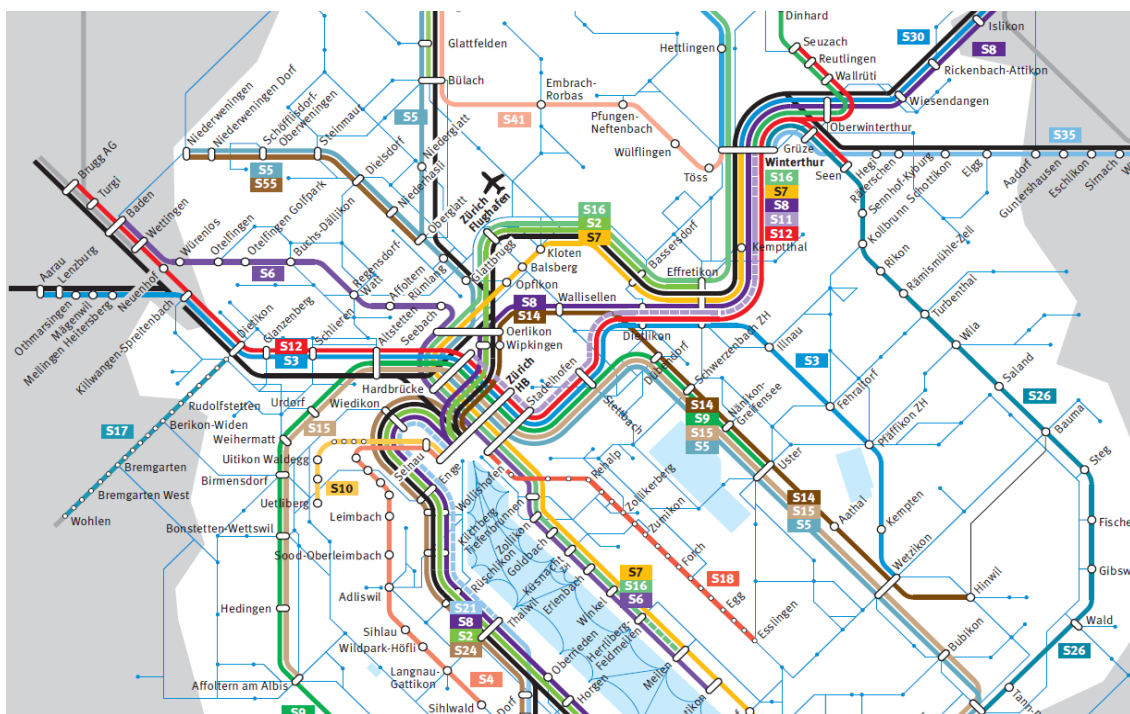 Dinhard
Glattfelden
Hettlingen
Seuzach
Reutlingen
Wallrüti
S30
Islikon
S8
Rickenbach-Attikon
Bülach
Embrach-
Rorbas
Wiesendangen
Niederweningen
Niederweningen Dorf
Schöfflisdorf-
Oberweningen
Steinmaur
S5
S41
Pfungen-
Neftenbach
Oberwinterthur
Wülflingen
Grüze
S35
Winterthur
Brugg AG
Turgi
Baden
Wettingen
S5
S55
Dielsdorf
Niederglatt
Niederhasli
Oberglatt
Töss
Seen
Hegi
Räterschen
Schottikon
Elgg
Aadorf
Guntershausen
Eschlikon
Sirnach
S16
S7
S8
S11
S12
Sennhof-Kyburg
Kollbrunn
Rikon
Rämismühle-Zell
Turbenthal
Wila
Saland
Zürich
Flughafen
S16
S2
S7
Kemptthal
Würenlos
Otelfingen
Otelfingen Golfpark
Buchs-Dällikon
Regensdorf-
Watt
Affoltern
Rümlang
Seebach
S6
Glattbrugg
Kloten
Balsberg
Opfikon
Bassersdorf
Effretikon
Aarau
Lenzburg
Othmarsingen
Mägenwil
Mellingen Heitersberg
Neuenhof
Killwangen-Spreitenbach
Dietikon
Glanzenberg
Schlieren
Altstetten
S8
S14
Wallisellen
Oerlikon
Wipkingen
Dietlikon
S12
S3
Zürich
HB
Stadelhofen
Stettbach
Dübendorf
Schwerzenbach ZH
Illnau
S3
Hardbrücke
Wiedikon
Nänikon-
Greifensee
Fehraltorf
S26
Bauma
Rudolfstetten
Urdorf
S17
Berikon-Widen
S15
Weihermatt
S14
S9
S15
S5
Pfäffikon ZH
Uitikon Waldegg
Bremgarten
Birmensdorf
Selnau
Enge
Wollishofen
Rehalp
Uster
Steg
Bremgarten West
S10
Uetliberg
Kilchberg
Tiefenbrunnen
Zollikerberg
S14
S15
S5
Kempten
Wohlen
Leimbach
Zollikon
Zumikon
Aathal
Fische
Bonstetten-Wettswil
Rüschlikon
Goldbach
Forch
Wetzikon
Sood-Oberleimbach
Küsnacht
ZH
S7
S16
S6
S18
Gibsw
Adliswil
Erlenbach
Egg
Hinwil
Hedingen
S21
S8
S2
S24
Thalwil
Winkel
Herrliberg-
Feldmeilen
Esslingen
Wald
Sihlau
Wildpark-Höfli
Oberrieden
Bubikon
S26
Langnau-
Gattikon
S4
Horgen
Meilen
Affoltern am Albis
S9
Sihlwald
Dorf